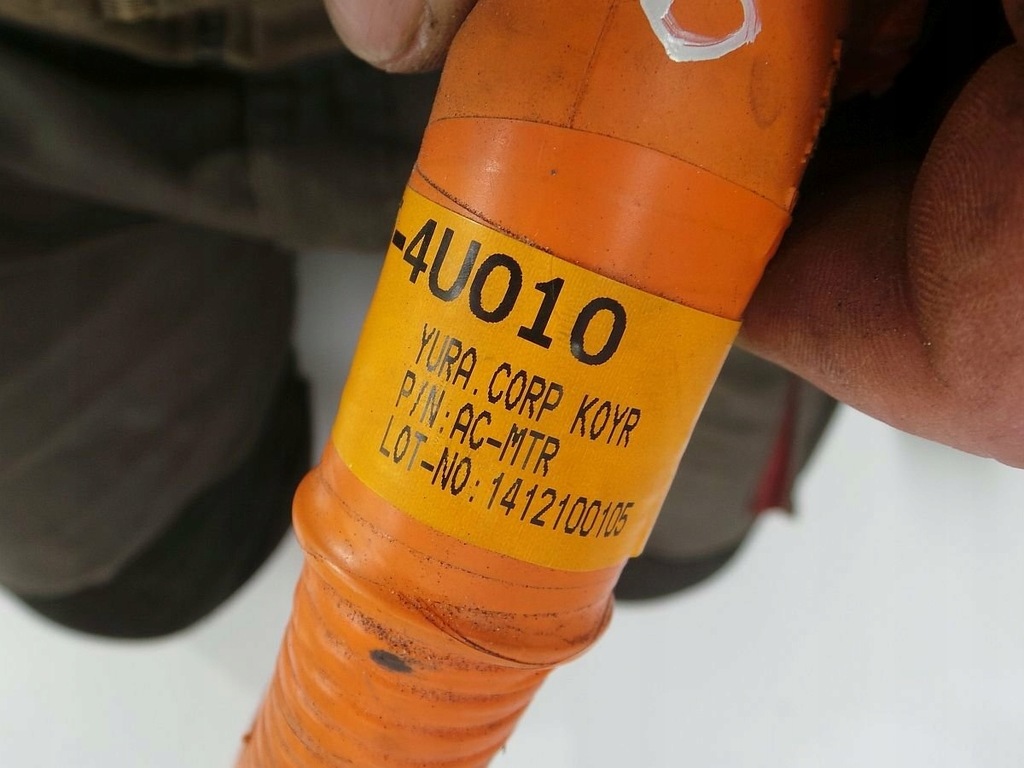 -4U010
YURA.CORP KOYR
P/N:AC-MTR
LOT-NO:1412100105